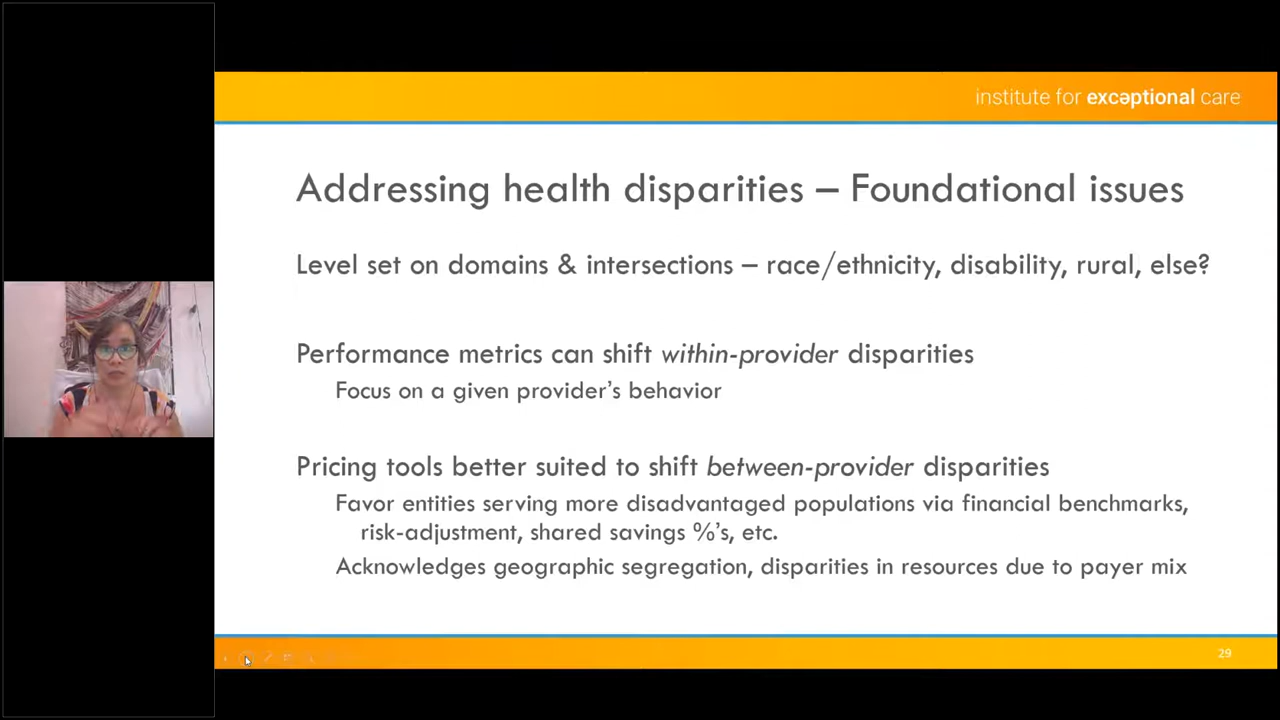 institute for excəptional care
Addressing health disparities – Foundational issues
Level set on domains & intersections – race/ethnicity, disability, rural, else?
Performance metrics can shift within-provider disparities
Focus on a given provider’s behavior
Pricing tools better suited to shift between-provider disparities
Favor entities serving more disadvantaged populations via financial benchmarks,
risk-adjustment, shared savings %’s, etc.
Acknowledges geographic segregation, disparities in resources due to payer mix
29